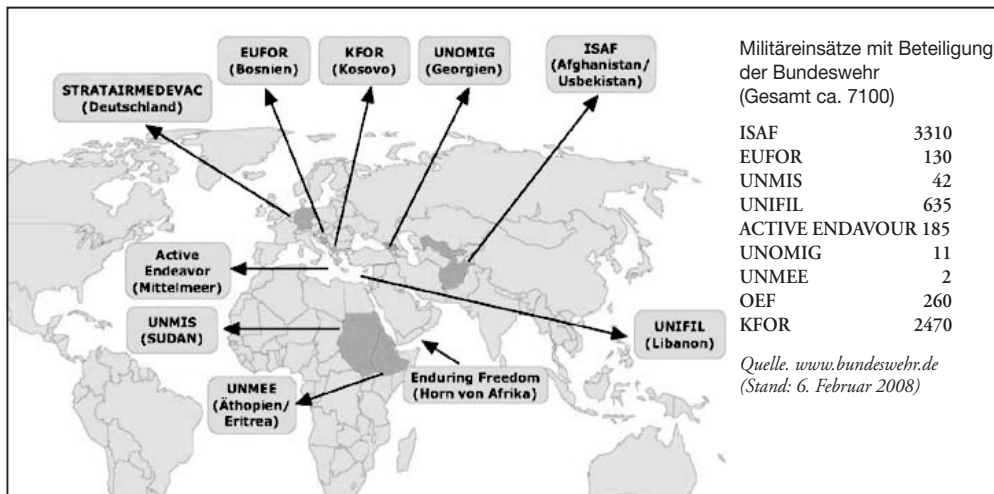 EUFOR
(Bosnien)
KFOR
(Kosovo)
UNOMIG
(Georgien)
ISAF
(Afghanistan/
Usbekistan)
STRATAIRMEDEVAC
(Deutschland)
Active
Endeavor
(Mittelmeer)
UNMIS
(SUDAN)
UNMEE
(Äthopien/
Eritrea)
Enduring Freedom
(Horn von Afrika)
UNIFIL
(Libanon)
Militäreinsätze mit Beteiligung
der Bundeswehr
(Gesamt ca. 7100)
ISAF 3310
EUFOR 130
UNMIS 42
UNIFIL 635
ACTIVE ENDAVOUR 185
UNOMIG 11
UNMEE 2
OEF 260
KFOR 2470
Quelle. www.bundeswehr.de
(Stand: 6. Februar 2008)